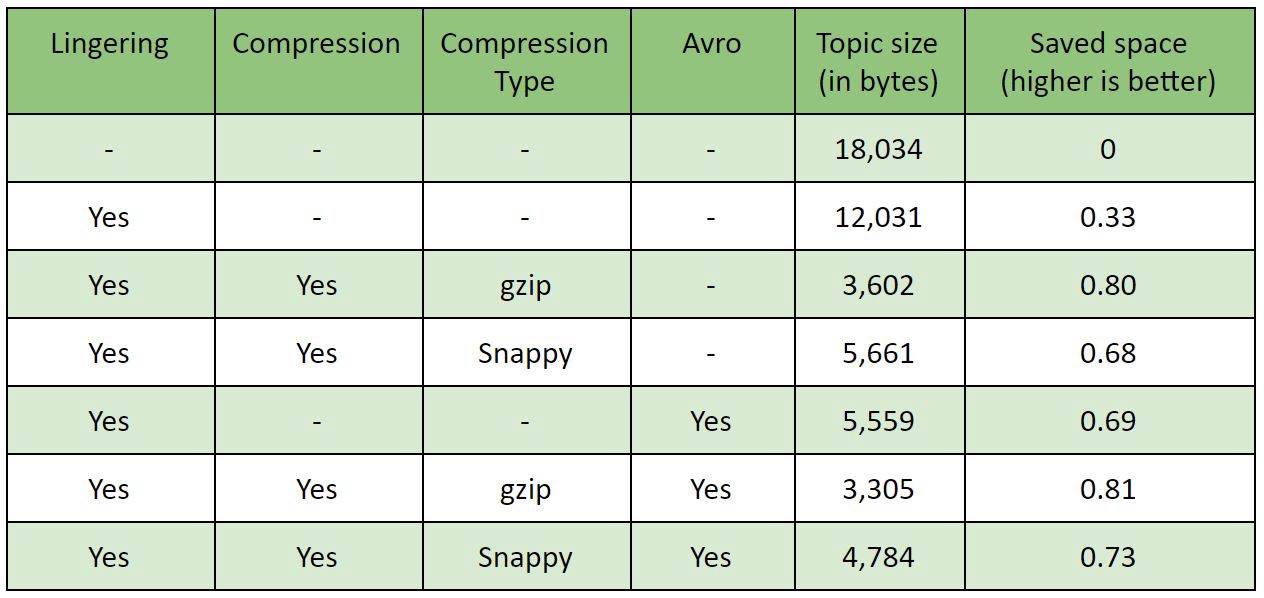 Lingering Compression Compression Type Avro Topic size (in bytes) Saved space (higher is better)
- - - - 18,034 0
Yes - - - 12,031 0.33
Yes Yes gzip - 3,602 0.80
Yes Yes Snappy - 5,661 0.68
Yes - - Yes 5,559 0.69
Yes Yes gzip Yes 3,305 0.81
Yes Yes Snappy Yes 4,784 0.73